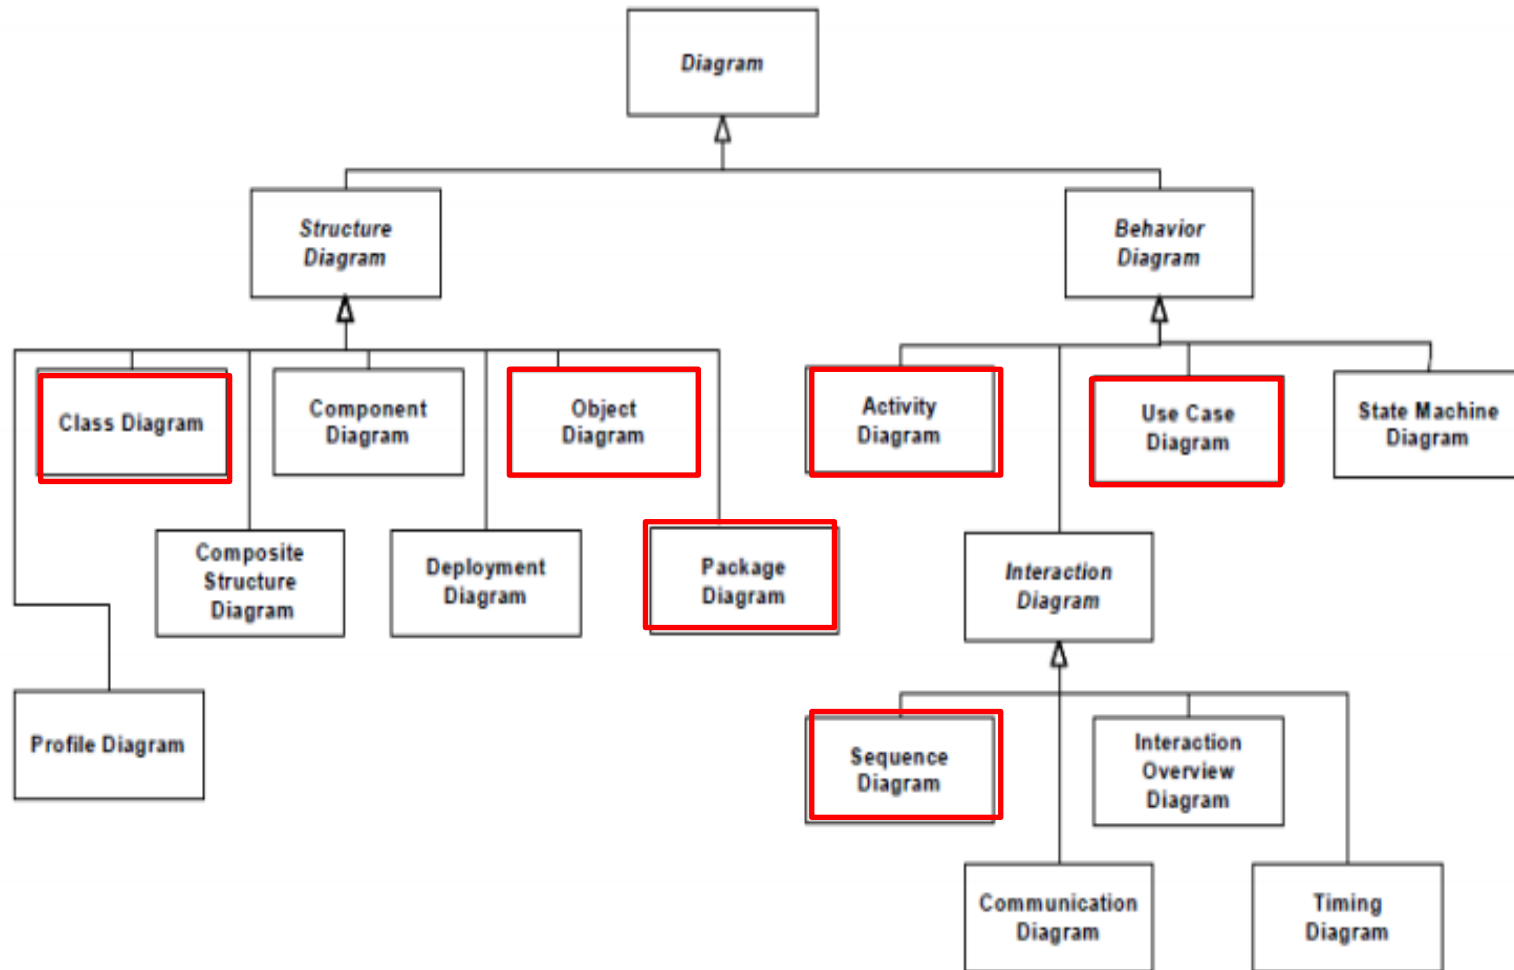 Diagram
Structure
Diagram
Behavior
Diagram
Class Diagram
Component
Diagram
Object
Diagram
Activity
Diagram
Use Case
Diagram
State Machine
Diagram
Composite
Structure
Diagram
Deployment
Diagram
Package
Diagram
Interaction
Diagram
Profile Diagram
Sequence
Diagram
Interaction
Overview
Diagram
Communication
Diagram
Timing
Diagram